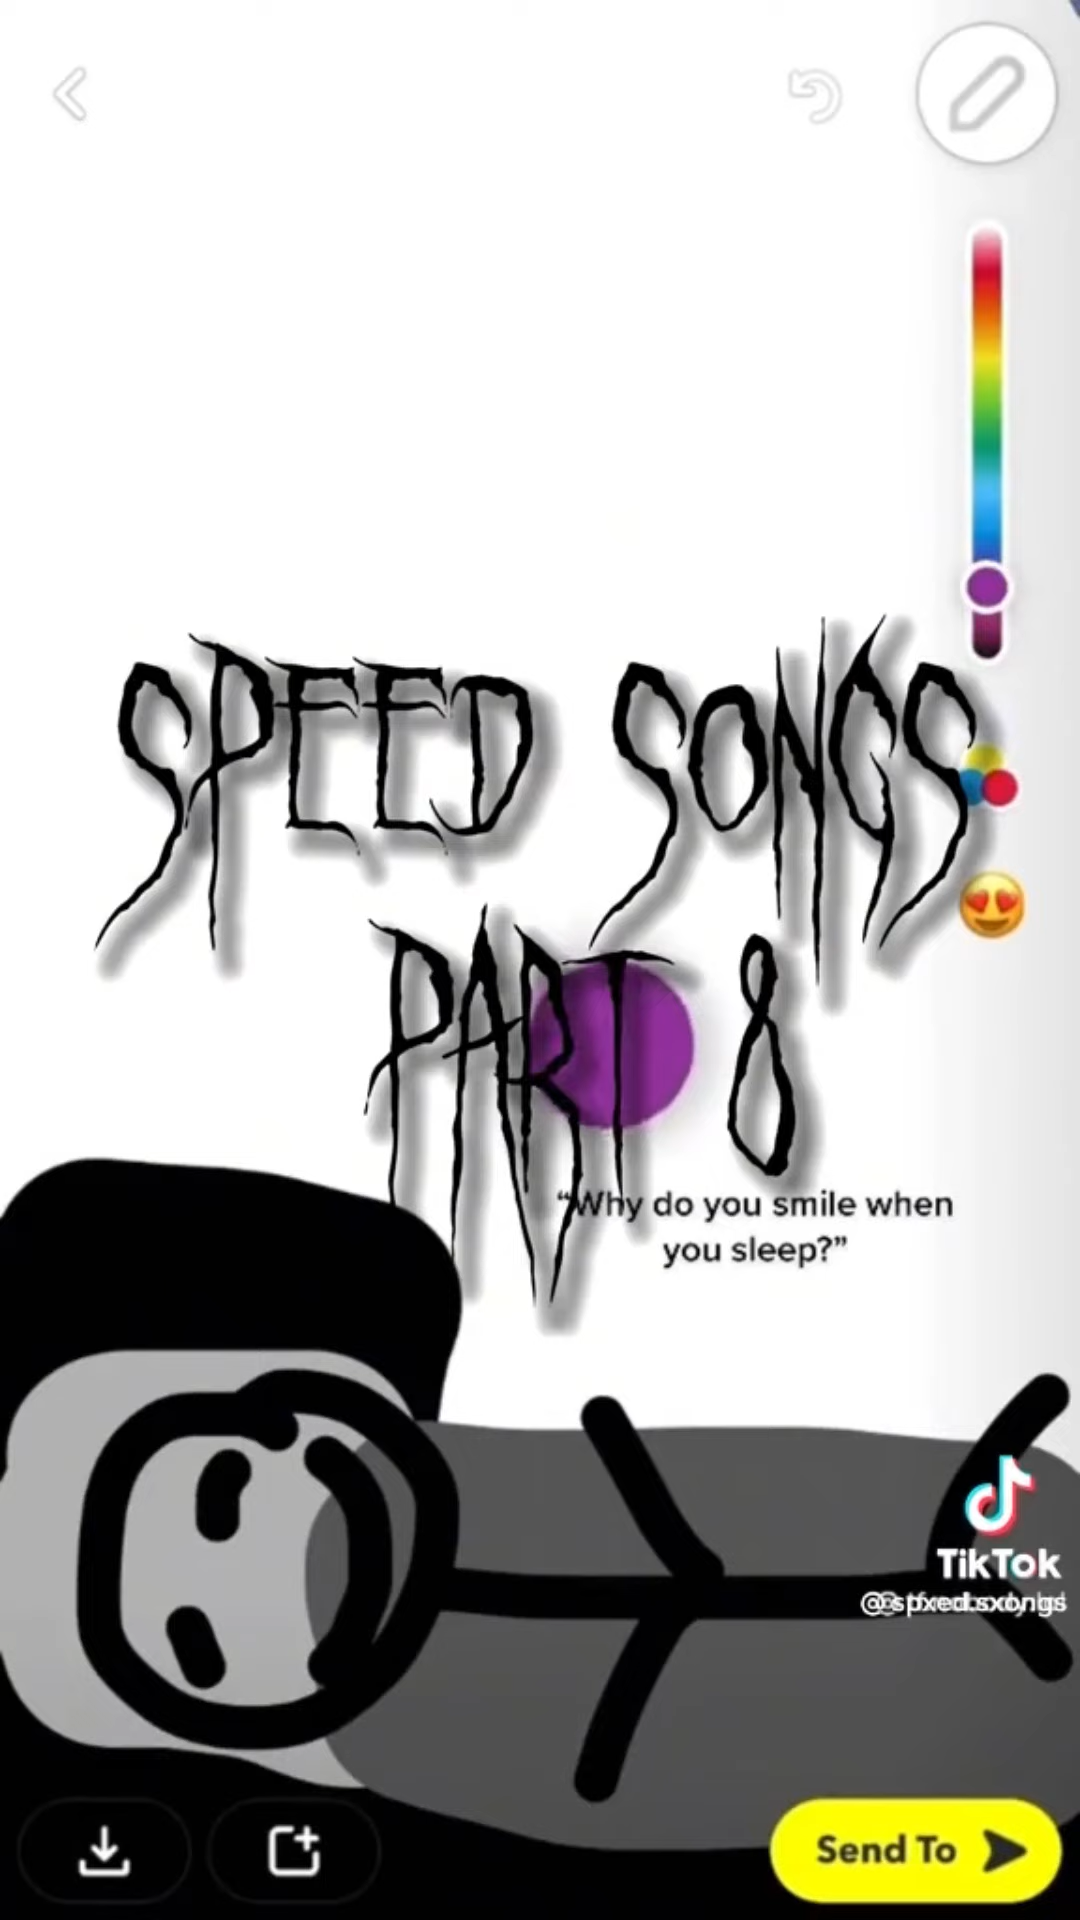 SPEED SONGS
PART 8
“Why do you smile when
you sleep?”
TikTok
Send To